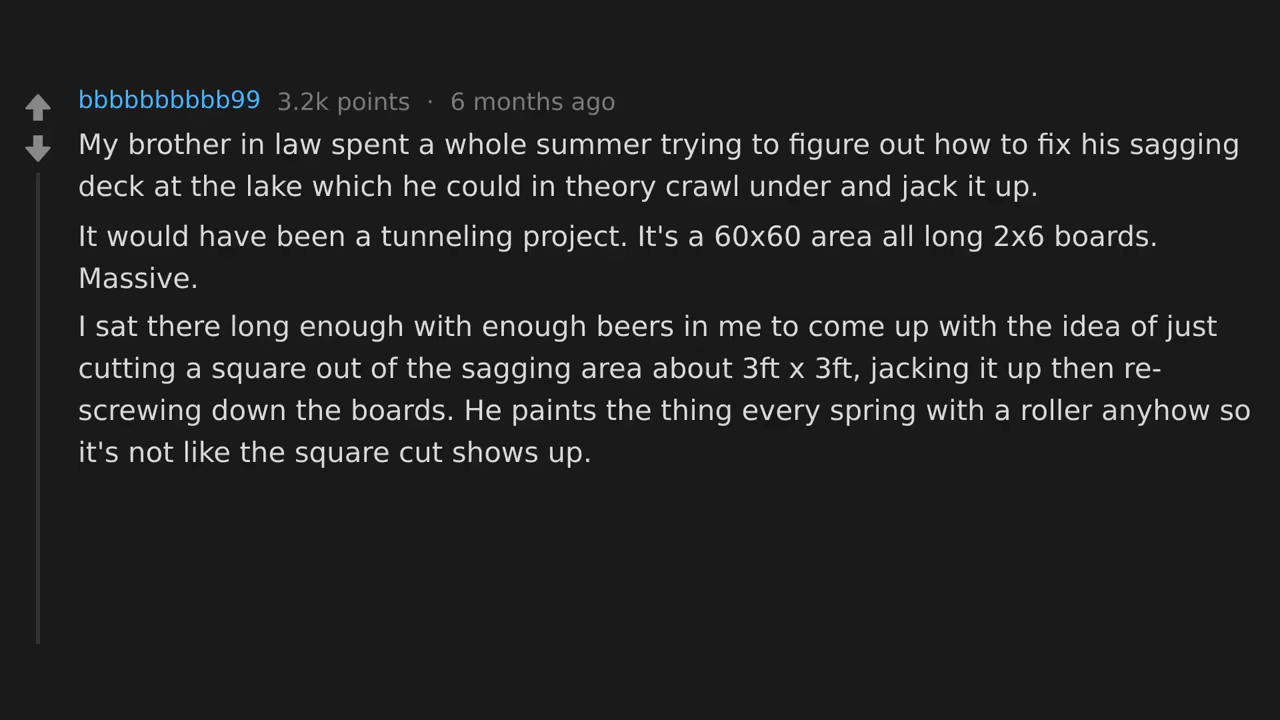 bbbbbbbbbb99 3.2k points · 6 months ago
My brother in law spent a whole summer trying to figure out how to fix his sagging
deck at the lake which he could in theory crawl under and jack it up.
It would have been a tunneling project. It's a 60x60 area all long 2x6 boards.
Massive.
I sat there long enough with enough beers in me to come up with the idea of just
cutting a square out of the sagging area about 3ft x 3ft, jacking it up then re-
screwing down the boards. He paints the thing every spring with a roller anyhow so
it's not like the square cut shows up.